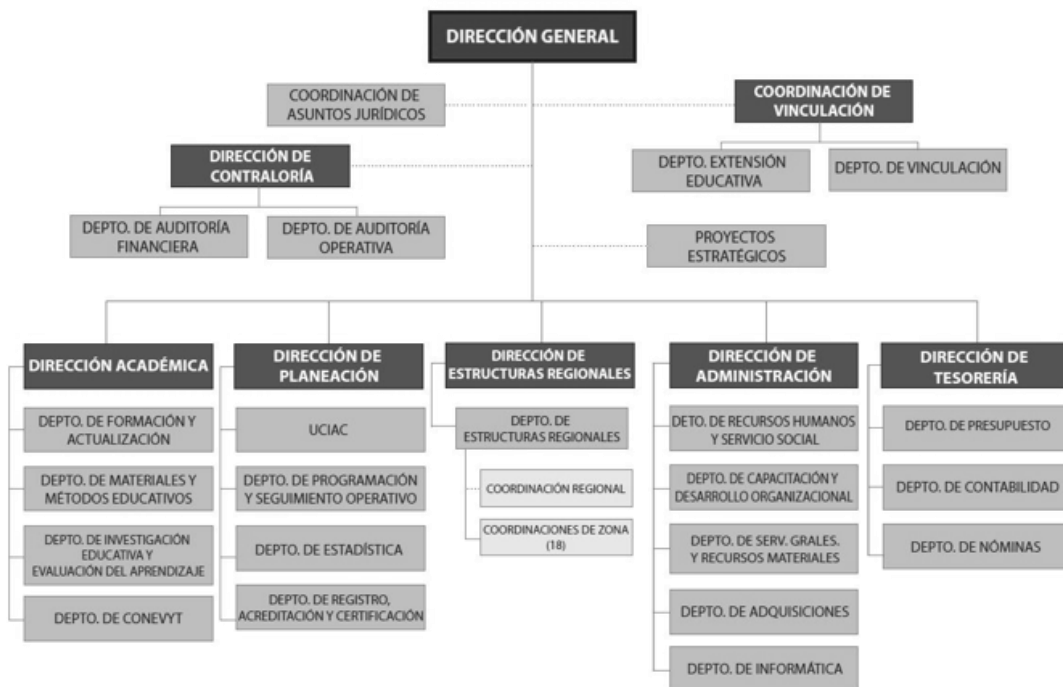 DIRECCIÓN GENERAL
COORDINACIÓN DE
ASUNTOS JURÍDICOS
COORDINACIÓN DE
VINCULACIÓN
DIRECCIÓN DE
CONTRALORÍA
DEPTO. EXTENSIÓN
EDUCATIVA
DEPTO. DE VINCULACIÓN
DEPTO. DE AUDITORÍA
FINANCIERA
DEPTO. DE AUDITORÍA
OPERATIVA
PROYECTOS
ESTRATÉGICOS
DIRECCIÓN ACADÉMICA
DEPTO. DE FORMACIÓN Y
ACTUALIZACIÓN
DEPTO. DE MATERIALES Y
MÉTODOS EDUCATIVOS
DEPTO. DE INVESTIGACIÓN
EDUCATIVA Y
EVALUACIÓN DEL APRENDIZAJE
DEPTO. DE CONEVYT
DIRECCIÓN DE
PLANEACIÓN
UCIAC
DEPTO. DE PROGRAMACIÓN
Y SEGUIMIENTO OPERATIVO
DEPTO. DE ESTADÍSTICA
DEPTO. DE REGISTRO,
ACREDITACIÓN Y CERTIFICACIÓN
DIRECCIÓN DE
ESTRUCTURAS REGIONALES
DEPTO. DE
ESTRUCTURAS REGIONALES
COORDINACIÓN REGIONAL
COORDINACIONES DE ZONA
(18)
DIRECCIÓN DE
ADMINISTRACIÓN
DETO. DE RECURSOS HUMANOS
Y SERVICIO SOCIAL
DEPTO. DE CAPACITACIÓN Y
DESARROLLO ORGANIZACIONAL
DEPTO. DE SERV. GRALES.
Y RECURSOS MATERIALES
DEPTO. DE ADQUISICIONES
DEPTO. DE INFORMÁTICA
DIRECCIÓN DE
TESORERÍA
DEPTO. DE PRESUPUESTO
DEPTO. DE CONTABILIDAD
DEPTO. DE NÓMINAS